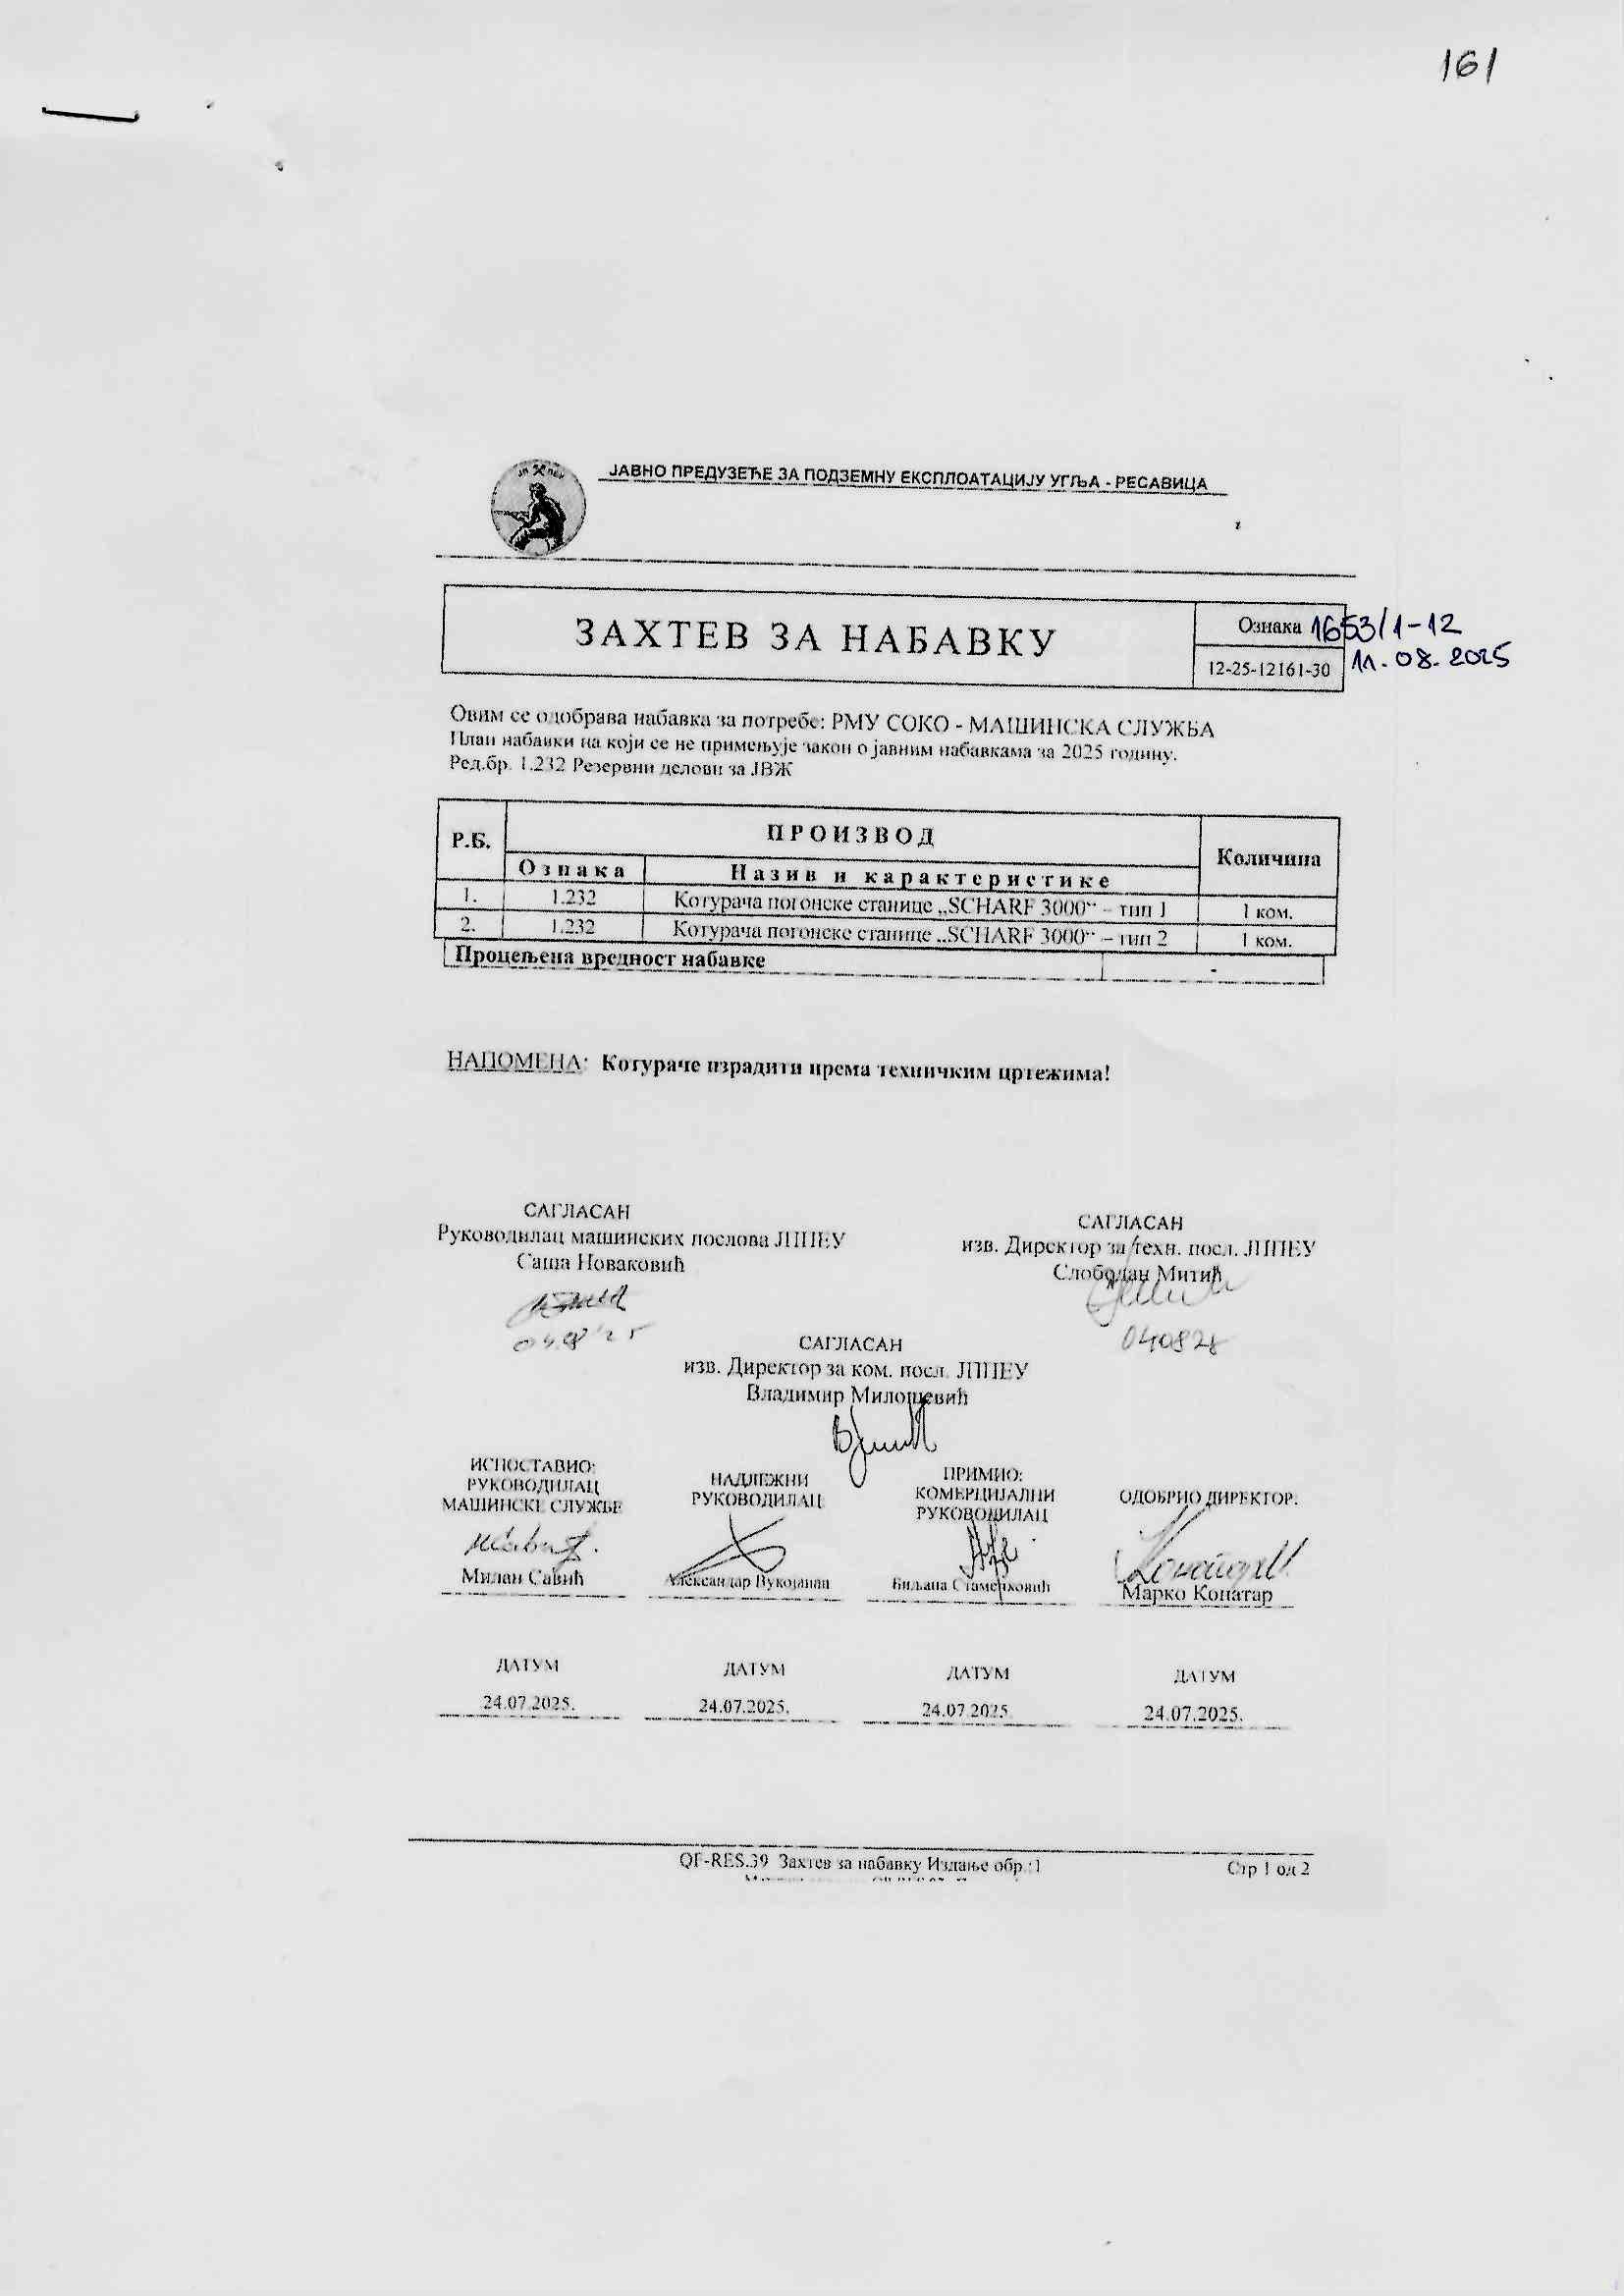 161
ЈАВНО ПРЕДУЗЕЋЕ ЗА ПОДЗЕМНУ ЕКСПЛОАТАЦИЈУ УГЉА - РЕСАВИЦА
ЗАХТЕВ ЗА НАБАВКУ
Ознака 1653/1-12
12-25-12161-30 11.08.2025
Овим се одобрава набавка за потребе: РМУ СОКО - МАШИНСКА СЛУЖБА
План набавки на који се не примењује закон о јавним набавкама за 2025 годину.
Ред.бр. 1.232 Резервни делови за ЈВЖ
Р.Б. ПРОИЗВОД Количина
Ознака Назив и карактеристике
1. 1.232 Котурача погонске станице „SCHARF 3000“ – тип 1 1 ком.
2. 1.232 Котурача погонске станице „SCHARF 3000“ – тип 2 1 ком.
Процењена вредност набавке -
НАПОМЕНА: Котураче израдити према техничким цртежима!
САГЛАСАН САГЛАСАН
Руководилац машинских послова ЈППЕУ изв. Директор за техн. посл. ЈППЕУ
Саша Новаковић Слободан Митић
САГЛАСАН
изв. Директор за ком. посл. ЈППЕУ
Владимир Милошевић
ИСПОСТАВИО: НАДЛЕЖНИ ПРИМИО: ОДОБРИО ДИРЕКТОР:
РУКОВОДИЛАЦ РУКОВОДИЛАЦ КОМЕРЦИЈАЛНИ
МАШИНСКЕ СЛУЖБЕ РУКОВОДИЛАЦ
Милан Савић Александар Биљана Марко Конатар
ДАТУМ ДАТУМ ДАТУМ ДАТУМ
24.07.2025. 24.07.2025. 24.07.2025. 24.07.2025.
QF-RES.39 Захтев за набавку Издање обр.:1 Стр 1 од 2